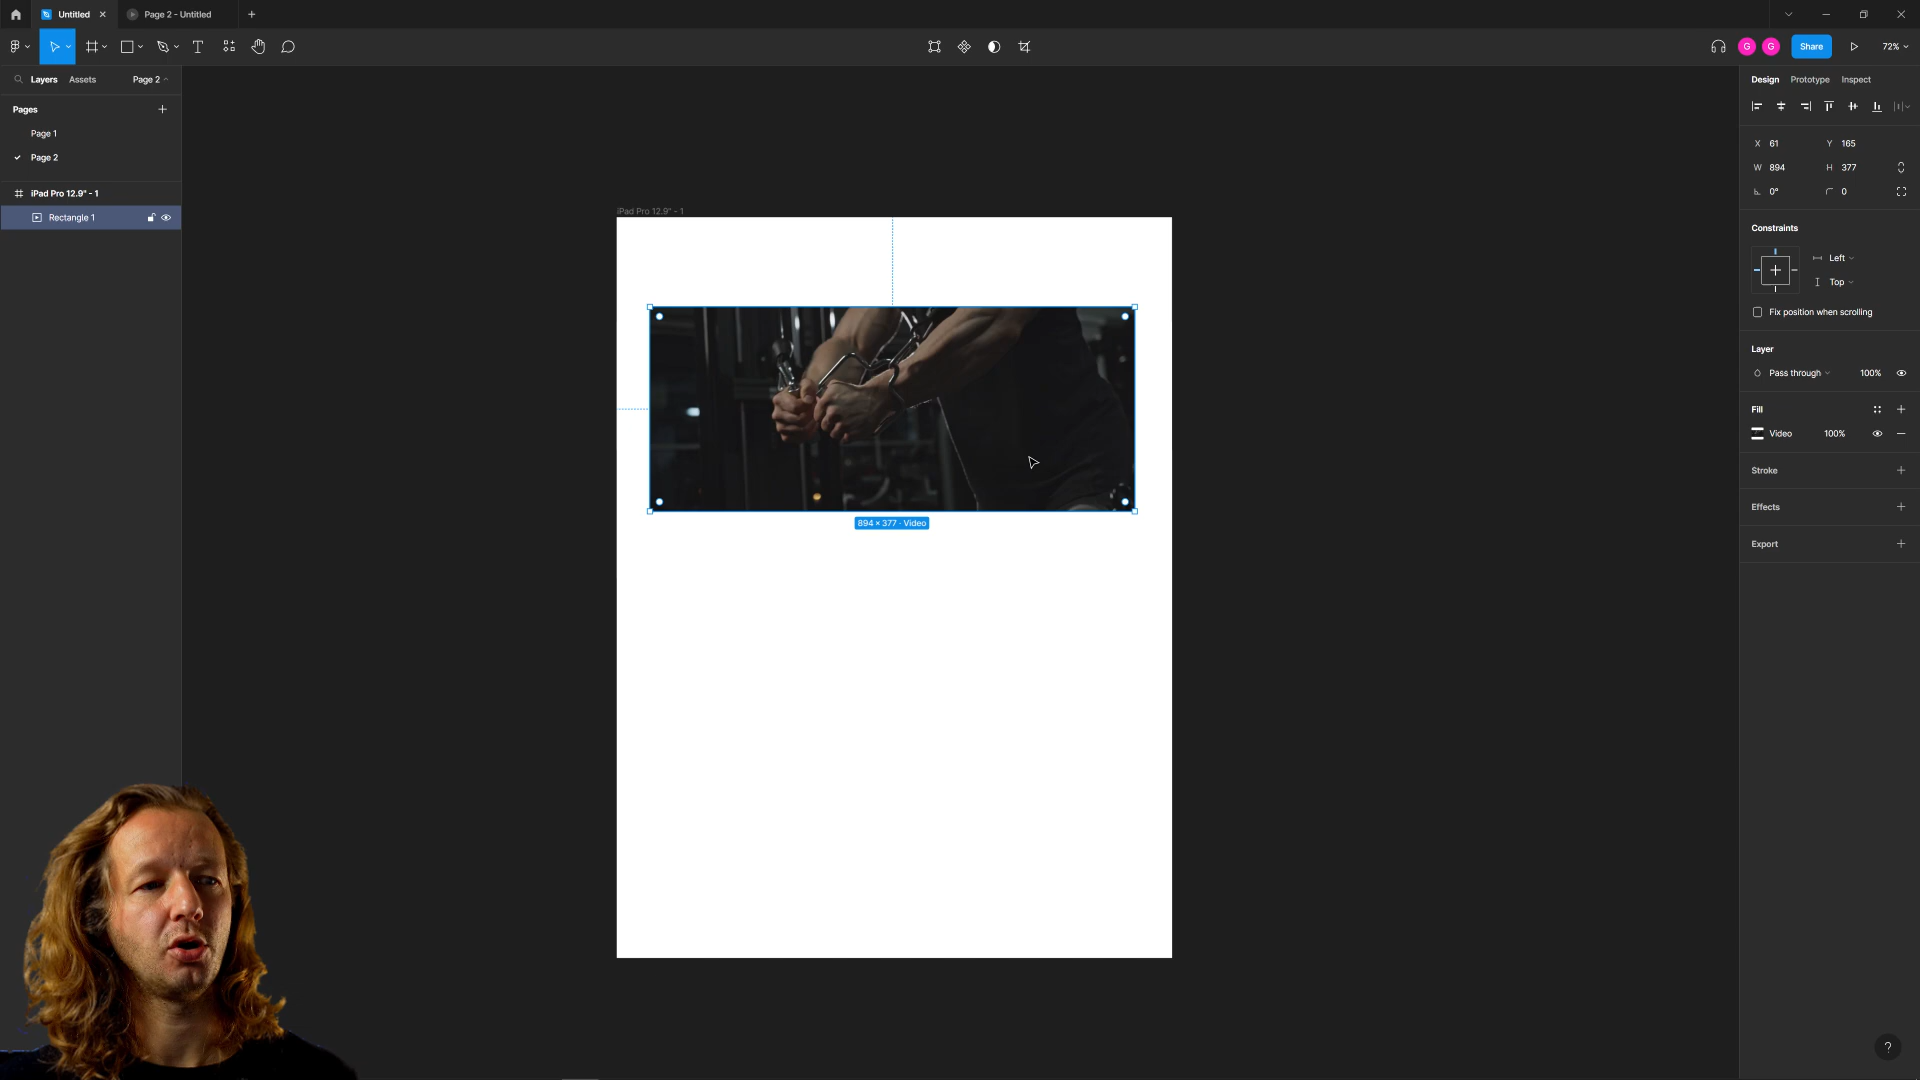 Untitled
Page 2 - Untitled
G G Share 72%
Layers Assets Page 2
Pages
Page 1
Page 2
iPad Pro 12.9" - 1
Rectangle 1
iPad Pro 12.9" - 1
894 × 377 · Video
Design Prototype Inspect
X 61 Y 165
W 894 H 377
0° 0
Constraints
Left
Top
Fix position when scrolling
Layer
Pass through 100%
Fill
Video 100%
Stroke
Effects
Export
?